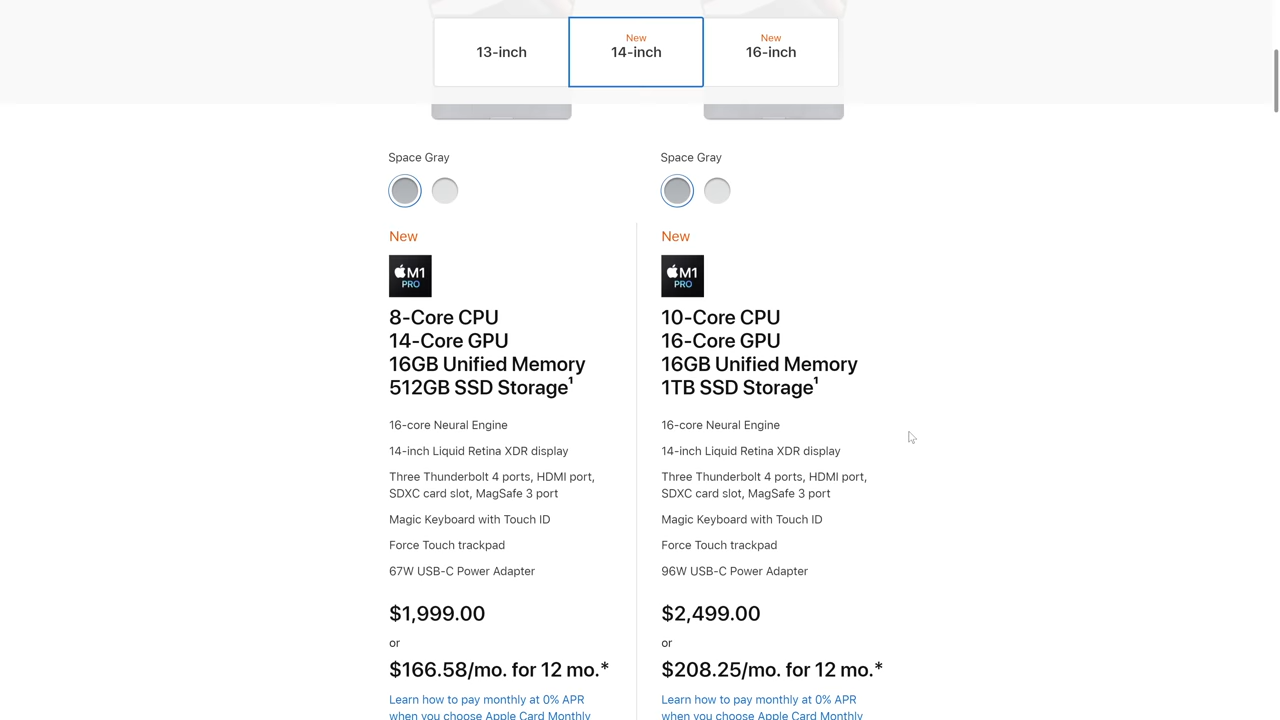 13-inch
New
14-inch
New
16-inch
Space Gray
New
M1
PRO
8-Core CPU
14-Core GPU
16GB Unified Memory
512GB SSD Storage¹
16-core Neural Engine
14-inch Liquid Retina XDR display
Three Thunderbolt 4 ports, HDMI port,
SDXC card slot, MagSafe 3 port
Magic Keyboard with Touch ID
Force Touch trackpad
67W USB-C Power Adapter
$1,999.00
or
$166.58/mo. for 12 mo.*
Learn how to pay monthly at 0% APR
when you choose Apple Card Monthly
Space Gray
New
M1
PRO
10-Core CPU
16-Core GPU
16GB Unified Memory
1TB SSD Storage¹
16-core Neural Engine
14-inch Liquid Retina XDR display
Three Thunderbolt 4 ports, HDMI port,
SDXC card slot, MagSafe 3 port
Magic Keyboard with Touch ID
Force Touch trackpad
96W USB-C Power Adapter
$2,499.00
or
$208.25/mo. for 12 mo.*
Learn how to pay monthly at 0% APR
when you choose Apple Card Monthly